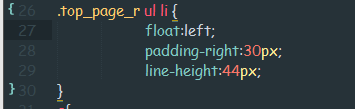 { 26 .top_page_r ul li {
27 float:left;
28 padding-right:30px;
29 line-height:44px;
} 30 }